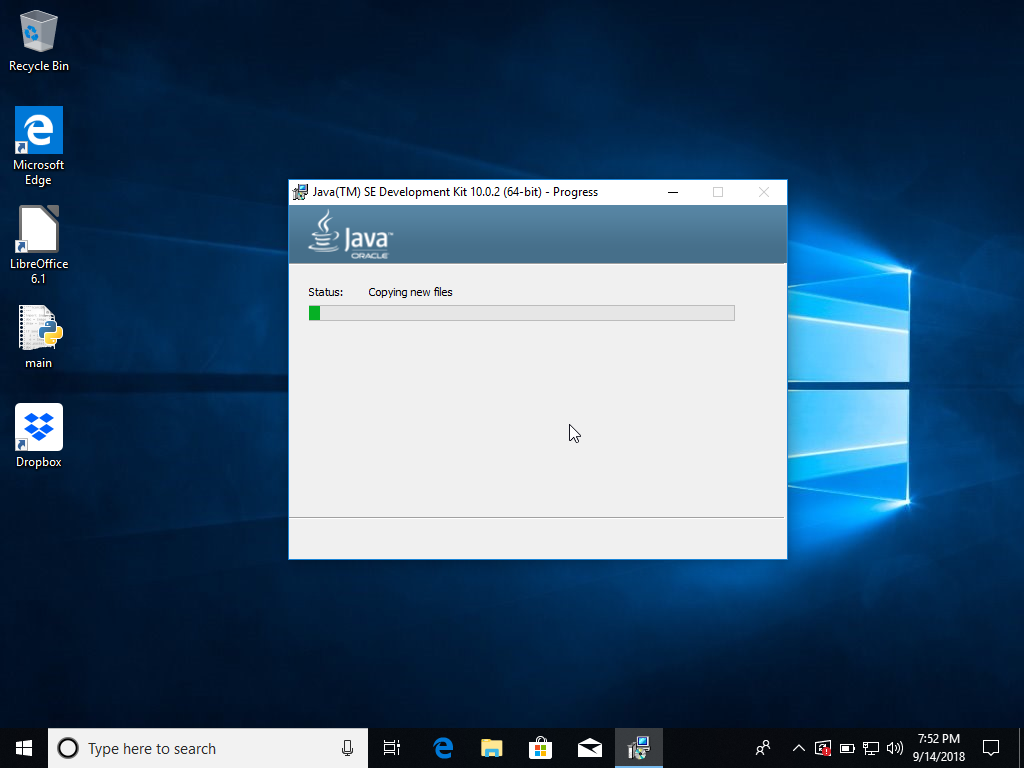 Recycle Bin
Microsoft
Edge
LibreOffice
6.1
main
Dropbox
Java(TM) SE Development Kit 10.0.2 (64-bit) - Progress
Java™
ORACLE
Status: Copying new files
Type here to search
7:52 PM
9/14/2018